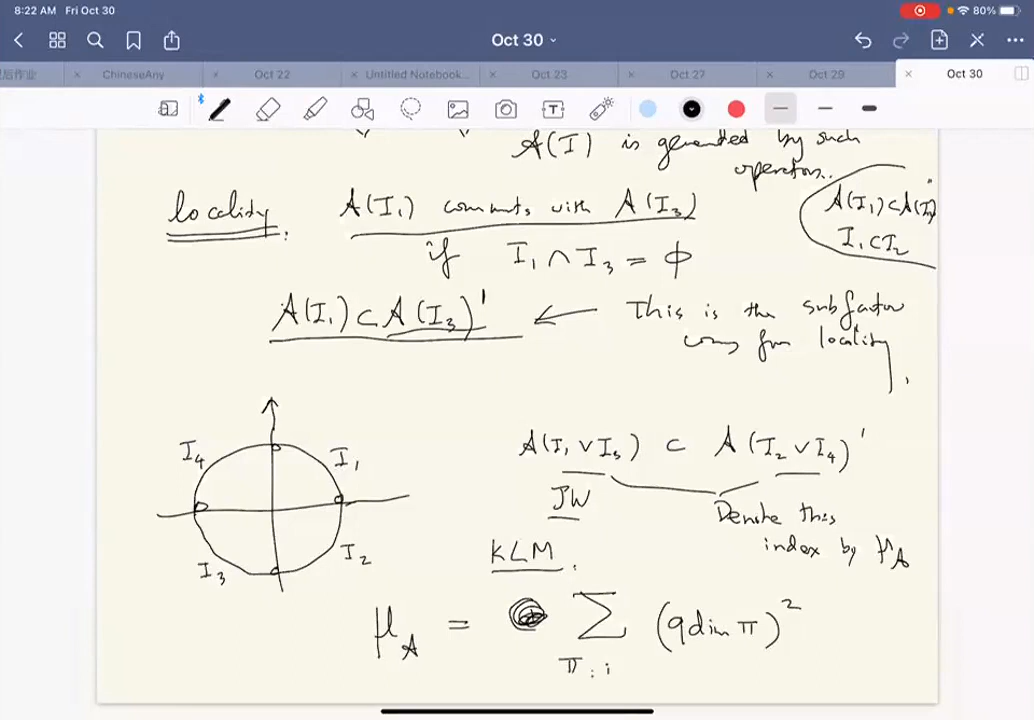 8:22 AM Fri Oct 30
80%
Oct 30
ChineseAny
Oct 22
Untitled Notebook...
Oct 23
Oct 27
Oct 29
Oct 30
A(I) is generated by such
operators..
locality. A(I₁) commuts with A(I₃)
if I₁ ∩ I₃ = ϕ
A(I₁) ⊂ A(I₂)
I₁ ⊂ I₂
A(I₁) ⊂ A(I₃)' ← This is the subfactor
from locality.
I₄
I₁
I₃
I₂
A(I₁ ∨ I₃) ⊂ A(I₂ ∨ I₄)'
JW
Denote this
index by μ_A
KLM.
μ_A = Σ (qdim π)²
π: i